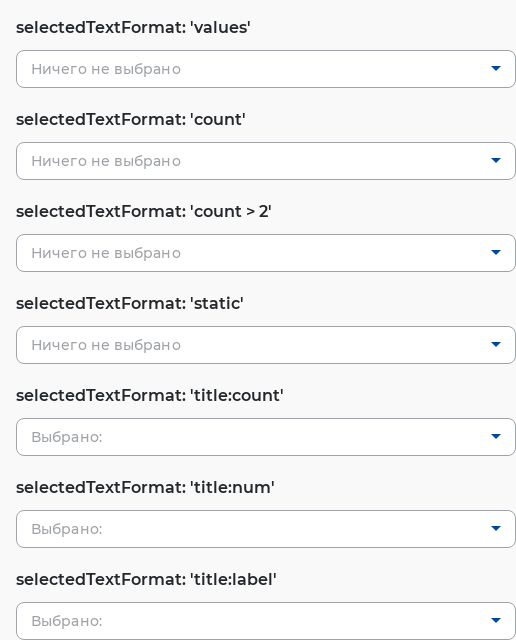 selectedTextFormat: 'values'
Ничего не выбрано
selectedTextFormat: 'count'
Ничего не выбрано
selectedTextFormat: 'count > 2'
Ничего не выбрано
selectedTextFormat: 'static'
Ничего не выбрано
selectedTextFormat: 'title:count'
Выбрано:
selectedTextFormat: 'title:num'
Выбрано:
selectedTextFormat: 'title:label'
Выбрано: